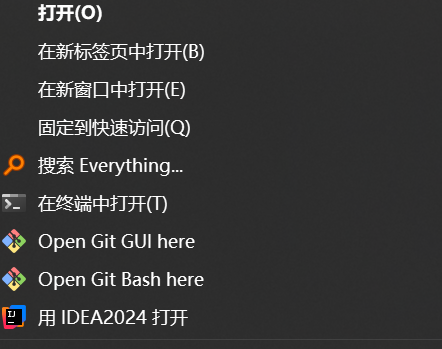 打开(O)
在新标签页中打开(B)
在新窗口中打开(E)
固定到快速访问(Q)
搜索 Everything...
在终端中打开(T)
Open Git GUI here
Open Git Bash here
用 IDEA2024 打开